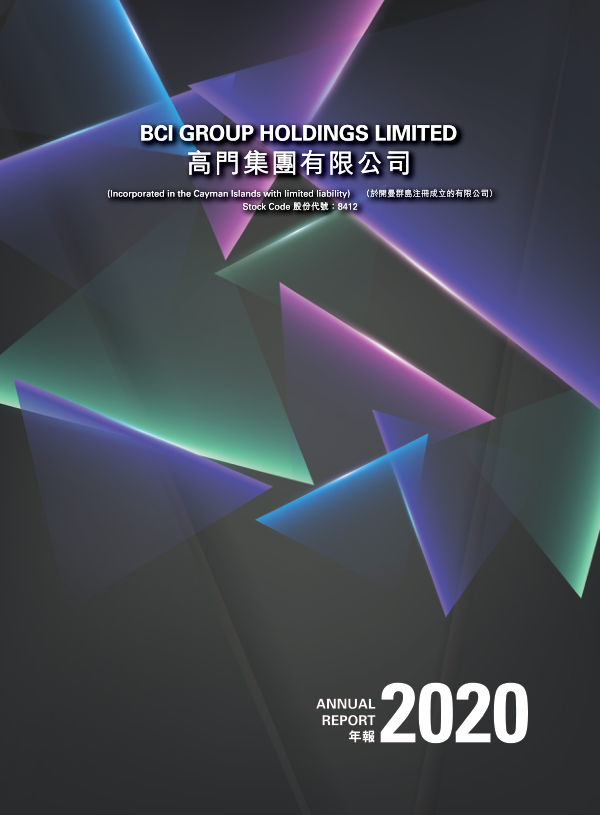 BCI GROUP HOLDINGS LIMITED
高門集團有限公司
(Incorporated in the Cayman Islands with limited liability) （於開曼群島注冊成立的有限公司）
Stock Code 股份代號：8412
ANNUAL
REPORT
年報
2020